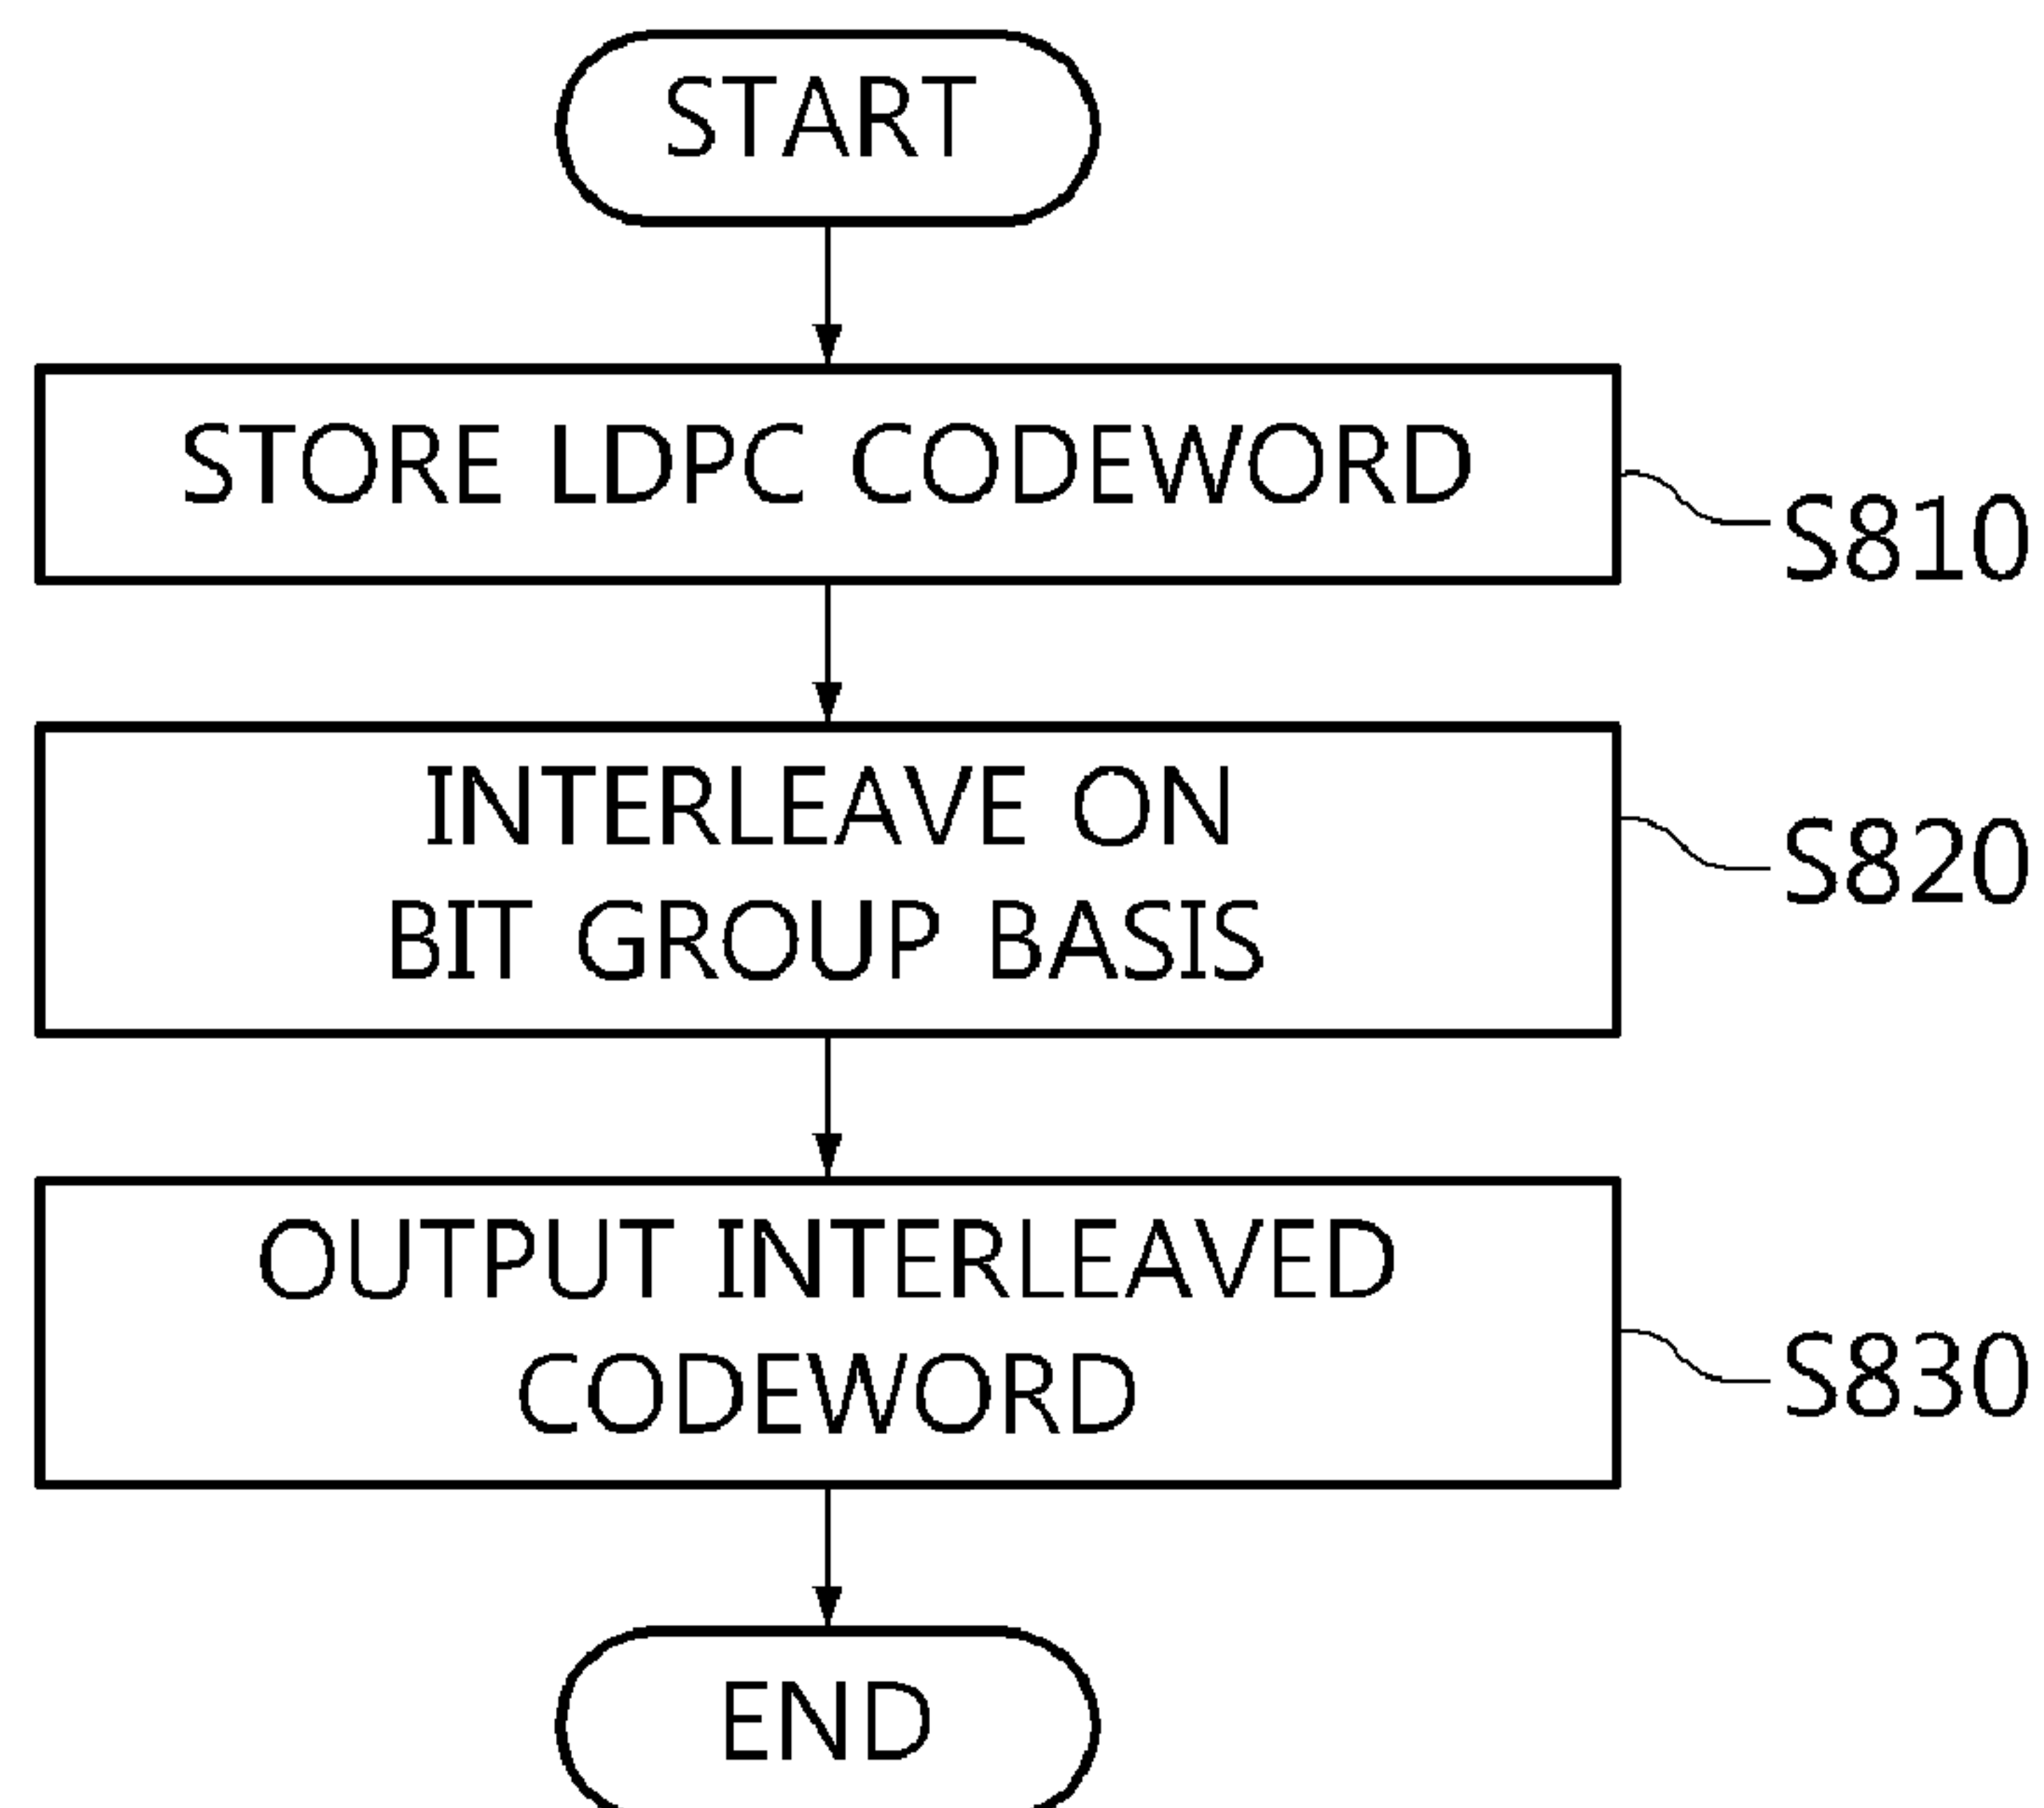 START
STORE LDPC CODEWORD
S810
INTERLEAVE ON
BIT GROUP BASIS
S820
OUTPUT INTERLEAVED
CODEWORD
S830
END